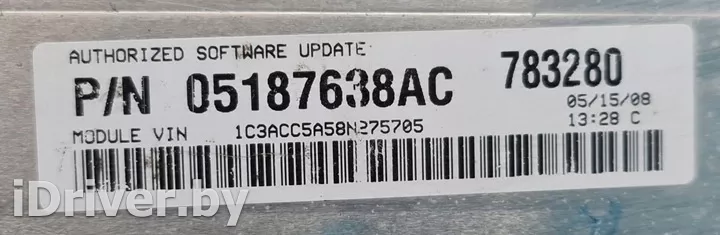 AUTHORIZED SOFTWARE UPDATE
P/N 05187638AC 783280
05/15/08
MODULE VIN 1C3ACC5A58N275705 13:28 C
iDriver.by